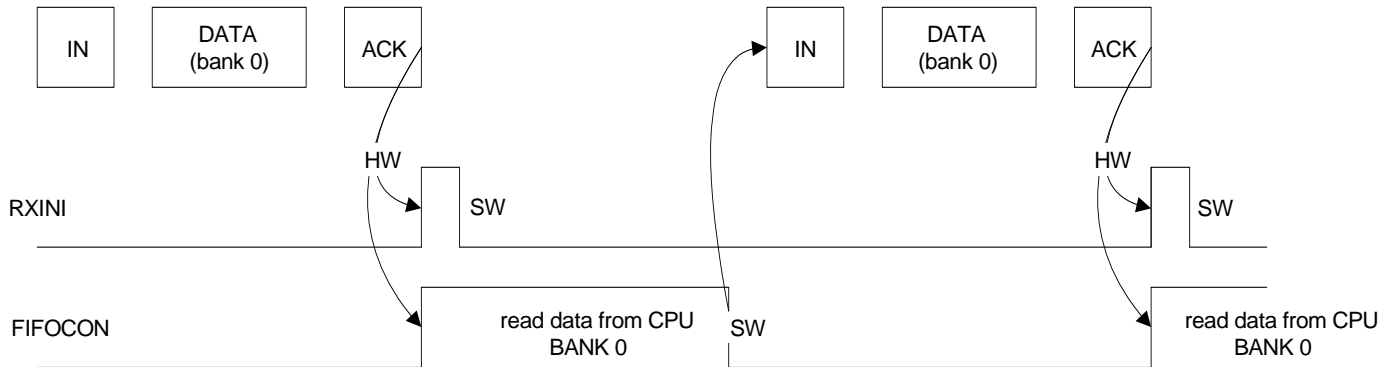 IN
DATA
(bank 0)
ACK
IN
DATA
(bank 0)
ACK
HW
HW
RXINI
SW
SW
FIFOCON
read data from CPU
BANK 0
SW
read data from CPU
BANK 0